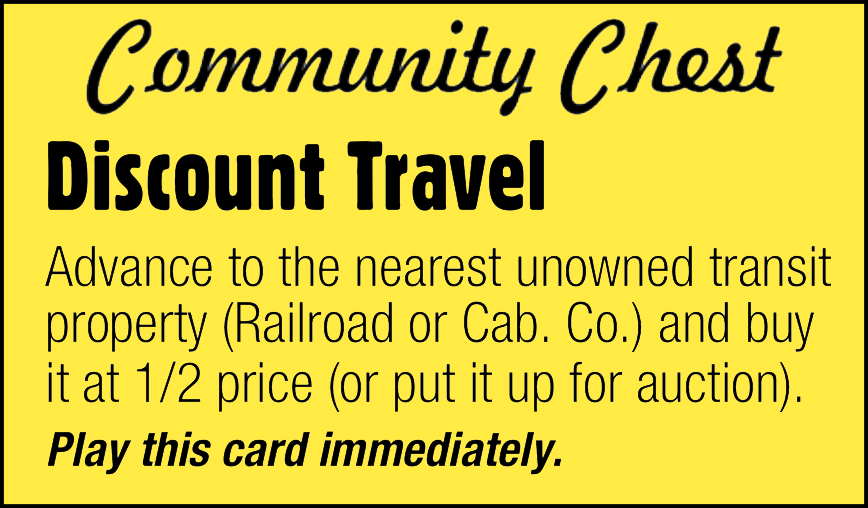 Community Chest
Discount Travel
Advance to the nearest unowned transit
property (Railroad or Cab. Co.) and buy
it at 1/2 price (or put it up for auction).
Play this card immediately.